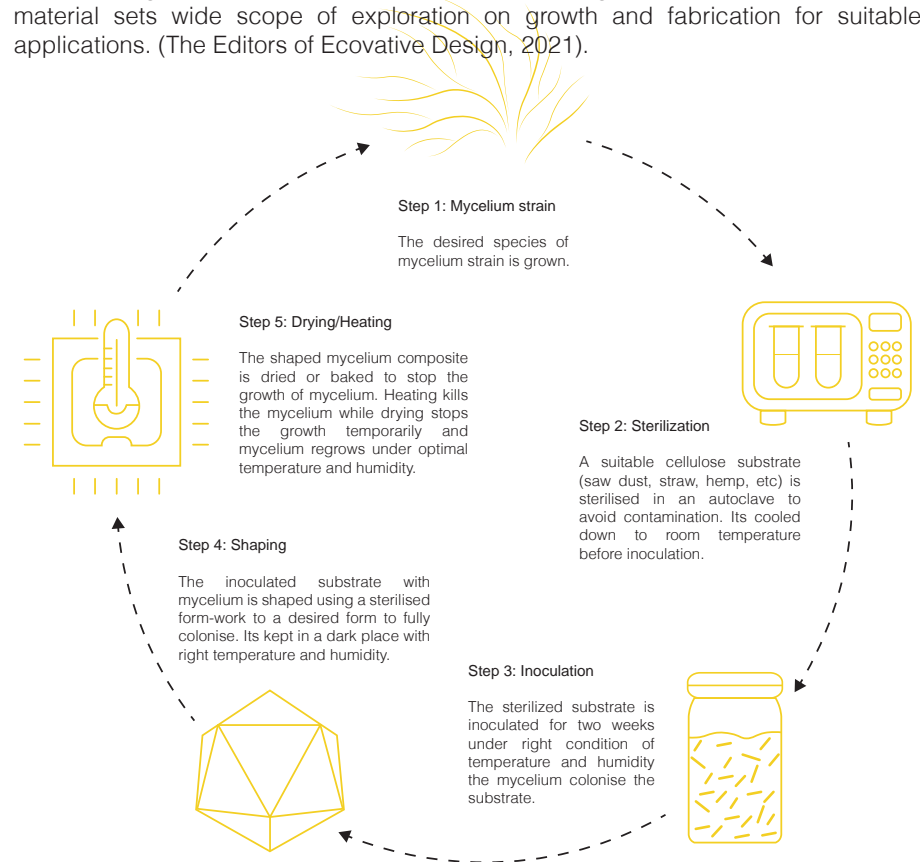 material sets wide scope of exploration on growth and fabrication for suitable
applications. (The Editors of Ecovative Design, 2021).
Step 1: Mycelium strain
The desired species of
mycelium strain is grown.
Step 2: Sterilization
A suitable cellulose substrate
(saw dust, straw, hemp, etc) is
sterilised in an autoclave to
avoid contamination. Its cooled
down to room temperature
before inoculation.
Step 3: Inoculation
The sterilized substrate is
inoculated for two weeks
under right condition of
temperature and humidity
the mycelium colonise the
substrate.
Step 4: Shaping
The inoculated substrate with
mycelium is shaped using a sterilised
form-work to a desired form to fully
colonise. Its kept in a dark place with
right temperature and humidity.
Step 5: Drying/Heating
The shaped mycelium composite
is dried or baked to stop the
growth of mycelium. Heating kills
the mycelium while drying stops
the growth temporarily and
mycelium regrows under optimal
temperature and humidity.